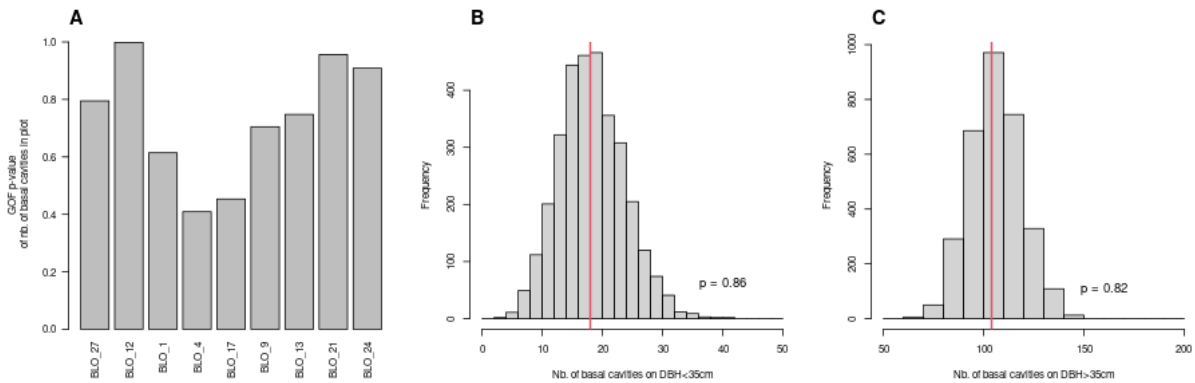 A
GOF p-value
of nb. of basal cavities in plot
1.0
0.8
0.6
0.4
0.2
0.0
BLO_27
BLO_12
BLO_1
BLO_4
BLO_17
BLO_9
BLO_13
BLO_21
BLO_24
B
Frequency
400
300
200
100
0
p = 0.86
0 10 20 30 40 50
Nb. of basal cavities on DBH<35cm
C
Frequency
1000
800
600
400
200
0
p = 0.82
50 100 150 200
Nb. of basal cavities on DBH>35cm